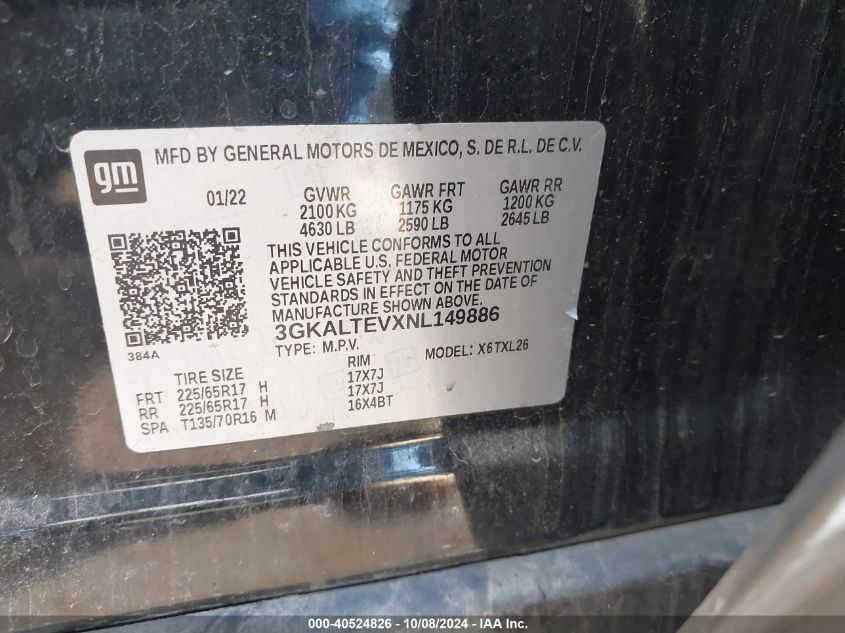 gm
MFD BY GENERAL MOTORS DE MEXICO, S. DE R.L. DE C.V.
01/22 GVWR GAWR FRT GAWR RR
2100 KG 1175 KG 1200 KG
4630 LB 2590 LB 2645 LB
THIS VEHICLE CONFORMS TO ALL
APPLICABLE U.S. FEDERAL MOTOR
VEHICLE SAFETY AND THEFT PREVENTION
STANDARDS IN EFFECT ON THE DATE OF
MANUFACTURE SHOWN ABOVE.
3GKALTEVXNL149886
384A
TYPE: M.P.V. MODEL: X6TXL26
TIRE SIZE RIM
FRT 225/65R17 H 17X7J
RR 225/65R17 H 17X7J
SPA T135/70R16 M 16X4BT
000-40524826 - 10/08/2024 - © IAA, Inc.